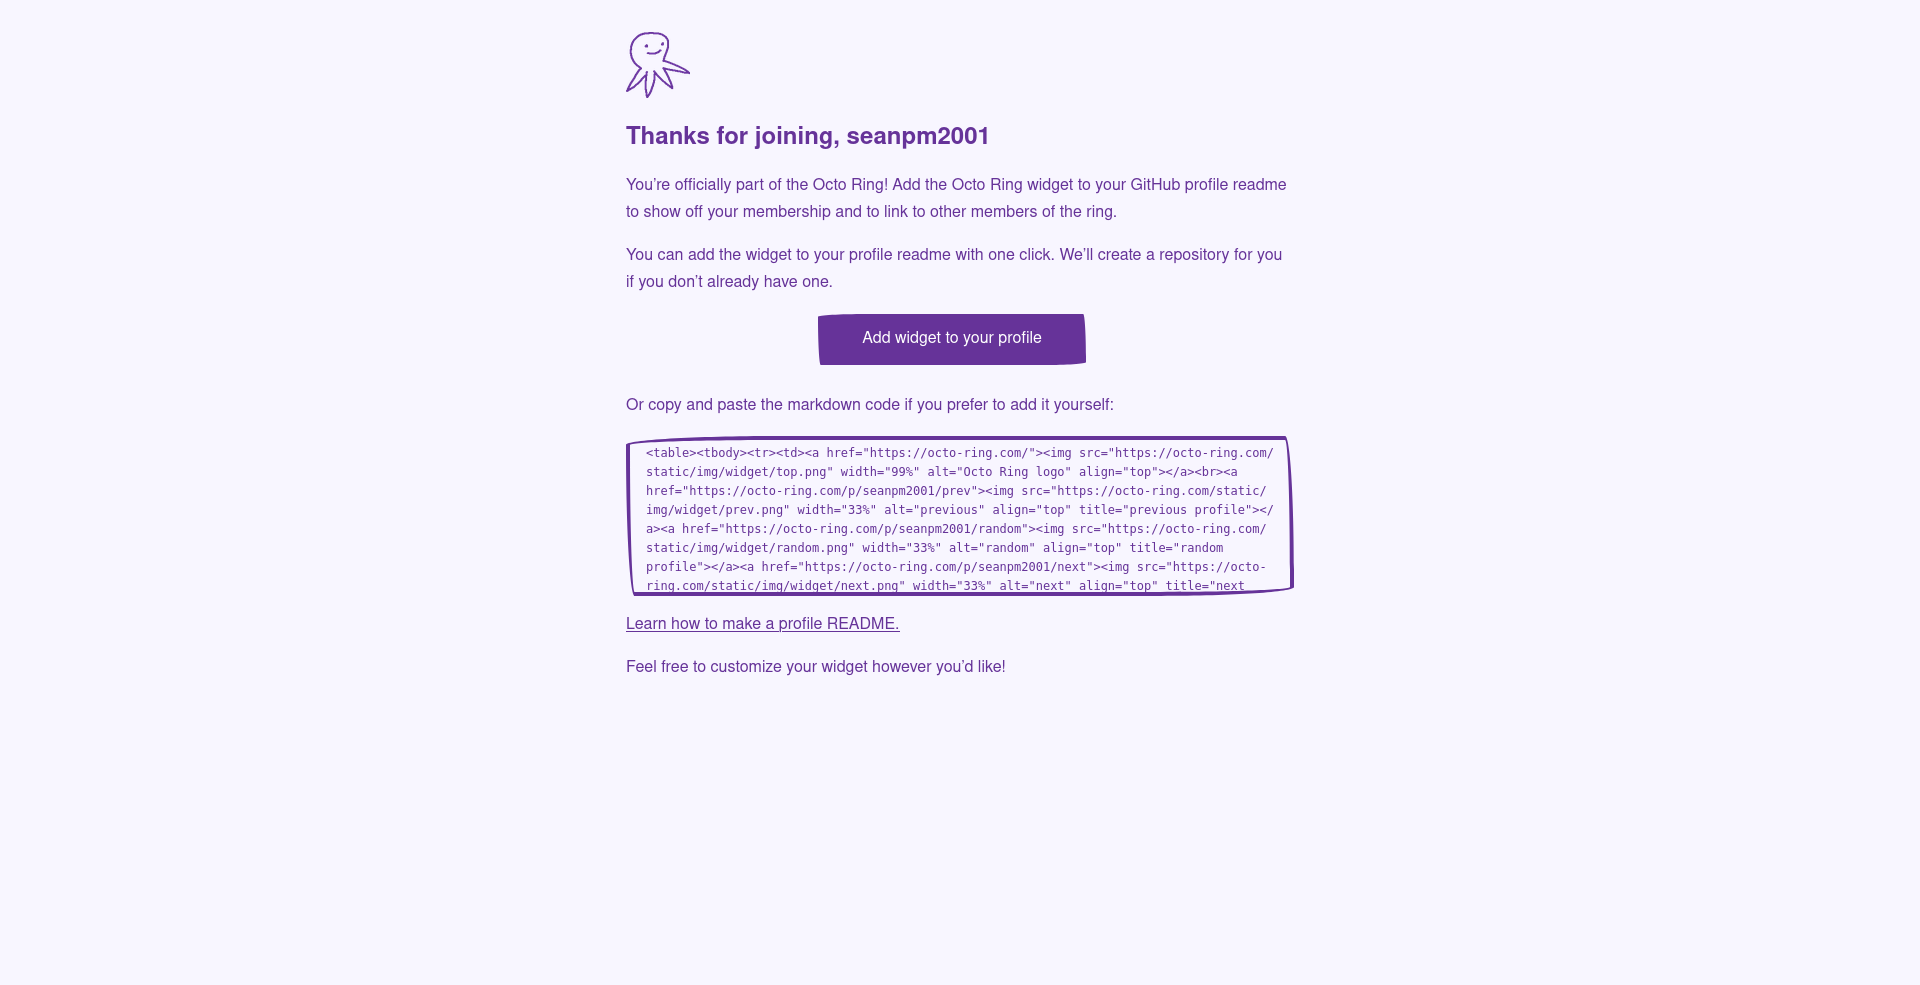 Thanks for joining, seanpm2001
You’re officially part of the Octo Ring! Add the Octo Ring widget to your GitHub profile readme
to show off your membership and to link to other members of the ring.
You can add the widget to your profile readme with one click. We’ll create a repository for you
if you don’t already have one.
Add widget to your profile
Or copy and paste the markdown code if you prefer to add it yourself:
<table><tbody><tr><td><a href="https://octo-ring.com/"><img src="https://octo-ring.com/
static/img/widget/top.png" width="99%" alt="Octo Ring logo" align="top"></a><br><a
href="https://octo-ring.com/p/seanpm2001/prev"><img src="https://octo-ring.com/static/
img/widget/prev.png" width="33%" alt="previous" align="top" title="previous profile"></
a><a href="https://octo-ring.com/p/seanpm2001/random"><img src="https://octo-ring.com/
static/img/widget/random.png" width="33%" alt="random" align="top" title="random
profile"></a><a href="https://octo-ring.com/p/seanpm2001/next"><img src="https://octo-
ring.com/static/img/widget/next.png" width="33%" alt="next" align="top" title="next
Learn how to make a profile README.
Feel free to customize your widget however you’d like!